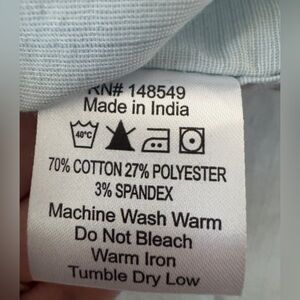 RN# 148549
Made in India
40°C
70% COTTON 27% POLYESTER
3% SPANDEX
Machine Wash Warm
Do Not Bleach
Warm Iron
Tumble Dry Low